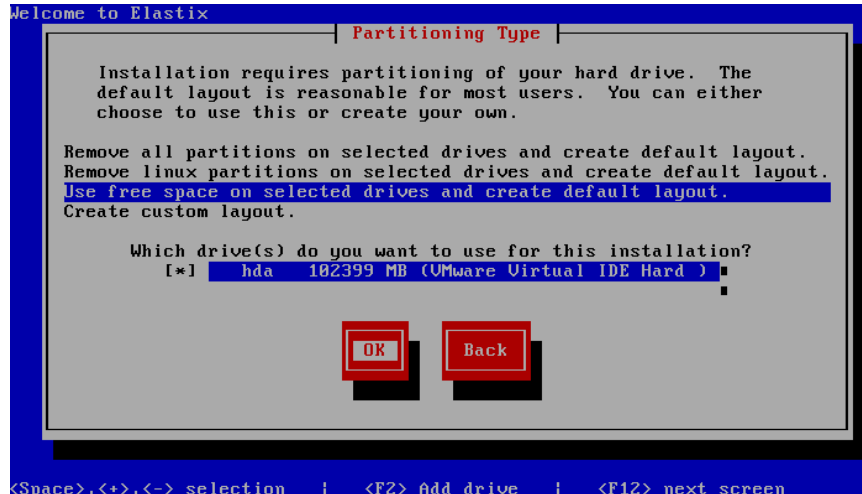 Welcome to Elastix
Partitioning Type
Installation requires partitioning of your hard drive. The
default layout is reasonable for most users. You can either
choose to use this or create your own.
Remove all partitions on selected drives and create default layout.
Remove linux partitions on selected drives and create default layout.
Use free space on selected drives and create default layout.
Create custom layout.
Which drive(s) do you want to use for this installation?
[*] hda 102399 MB (VMware Virtual IDE Hard )
OK Back
<Space>,<+>,<-> selection | <F2> Add drive | <F12> next screen